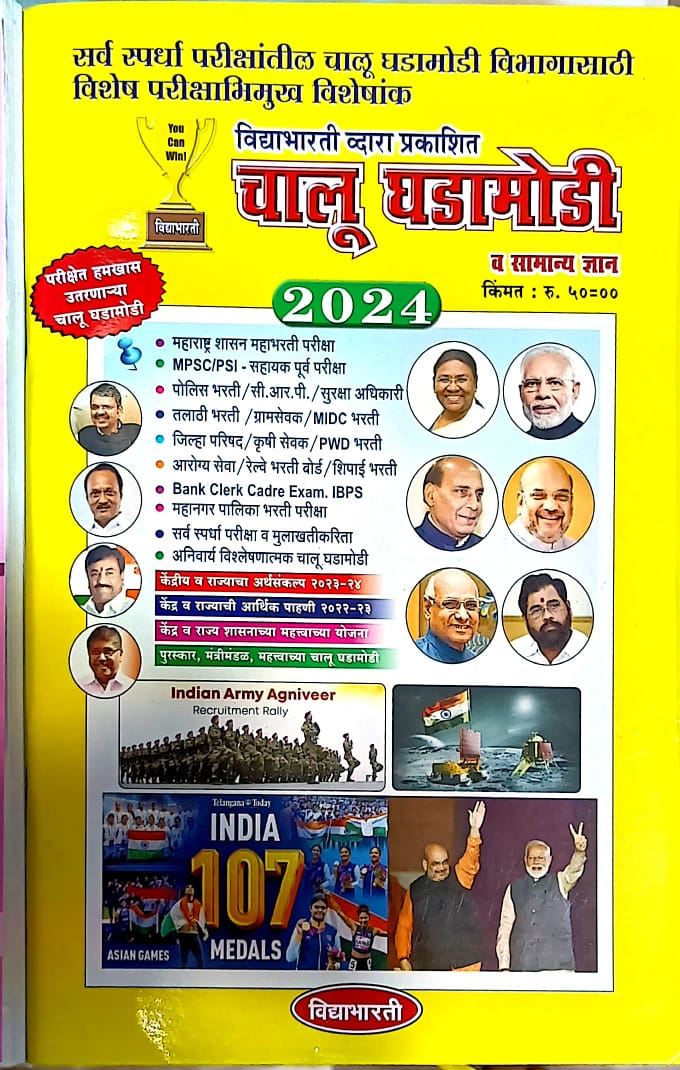 सर्व स्पर्धा परीक्षांतील चालू घडामोडी विभागासाठी
विशेष परीक्षाभिमुख विशेषांक
You
Can
Win!
विद्याभारती
विद्याभारती व्दारा प्रकाशित
चालू घडामोडी
व सामान्य ज्ञान
किंमत : रु. ५०=००
परीक्षेत हमखास
उतरणाऱ्या
चालू घडामोडी
2024
महाराष्ट्र शासन महाभरती परीक्षा
MPSC/PSI - सहायक पूर्व परीक्षा
पोलिस भरती/सी.आर.पी./सुरक्षा अधिकारी
तलाठी भरती /ग्रामसेवक/MIDC भरती
जिल्हा परिषद/कृषी सेवक/PWD भरती
आरोग्य सेवा/रेल्वे भरती बोर्ड/शिपाई भरती
Bank Clerk Cadre Exam. IBPS
महानगर पालिका भरती परीक्षा
सर्व स्पर्धा परीक्षा व मुलाखतीकरिता
अनिवार्य विश्लेषणात्मक चालू घडामोडी
केंद्रीय व राज्याचा अर्थसंकल्प २०२३-२४
केंद्र व राज्याची आर्थिक पाहणी २०२२-२३
केंद्र व राज्य शासनाच्या महत्त्वाच्या योजना
पुरस्कार, मंत्रीमंडळ, महत्त्वाच्या चालू घडामोडी
Indian Army Agniveer
Recruitment Rally
Telangana Today
INDIA
107
MEDALS
ASIAN GAMES
विद्याभारती